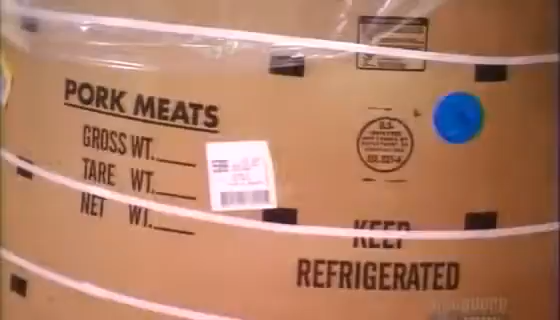 PORK MEATS
GROSS WT.
TARE WT.
NET WT.
U.S.
KEEP
REFRIGERATED